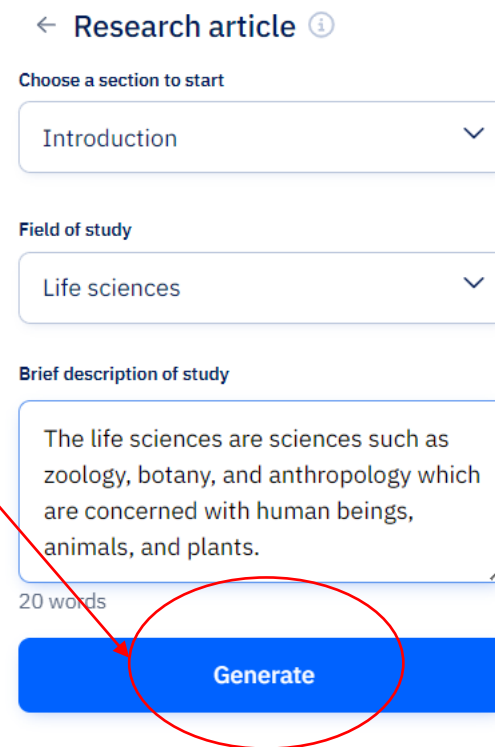 Research article
Choose a section to start
Introduction
Field of study
Life sciences
Brief description of study
The life sciences are sciences such as
zoology, botany, and anthropology which
are concerned with human beings,
animals, and plants.
20 words
Generate